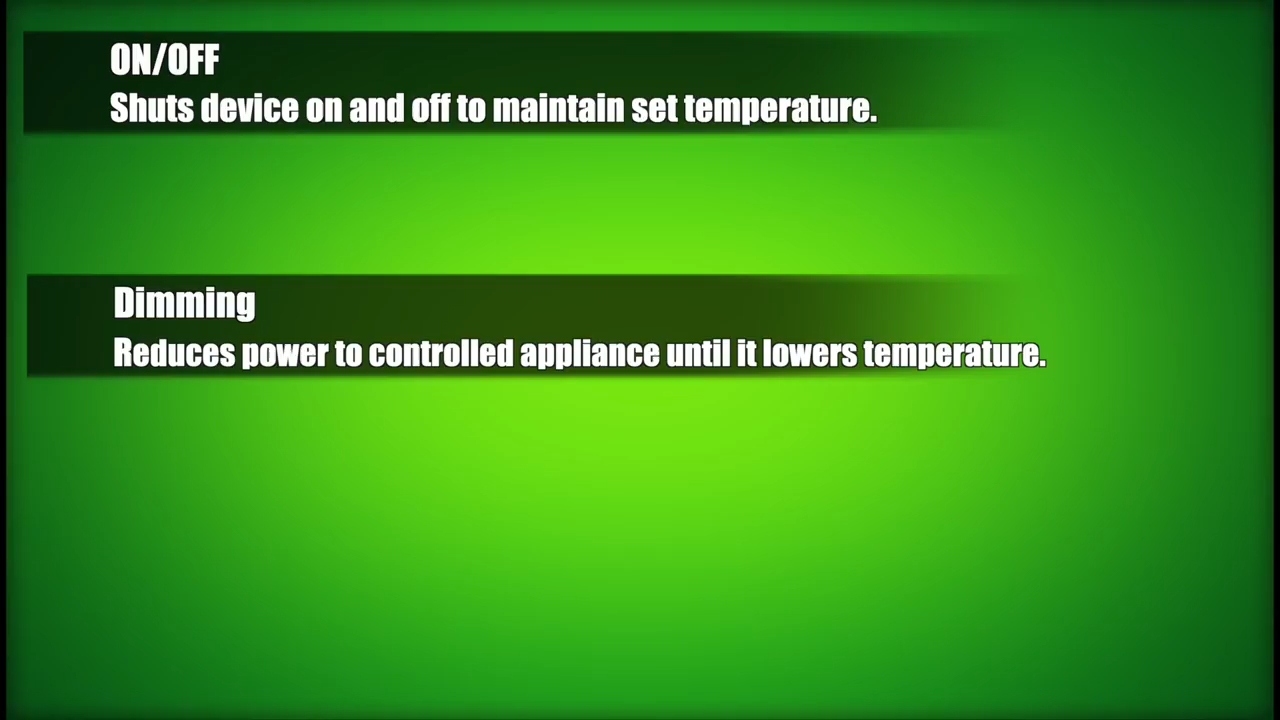 ON/OFF
Shuts device on and off to maintain set temperature.
Dimming
Reduces power to controlled appliance until it lowers temperature.